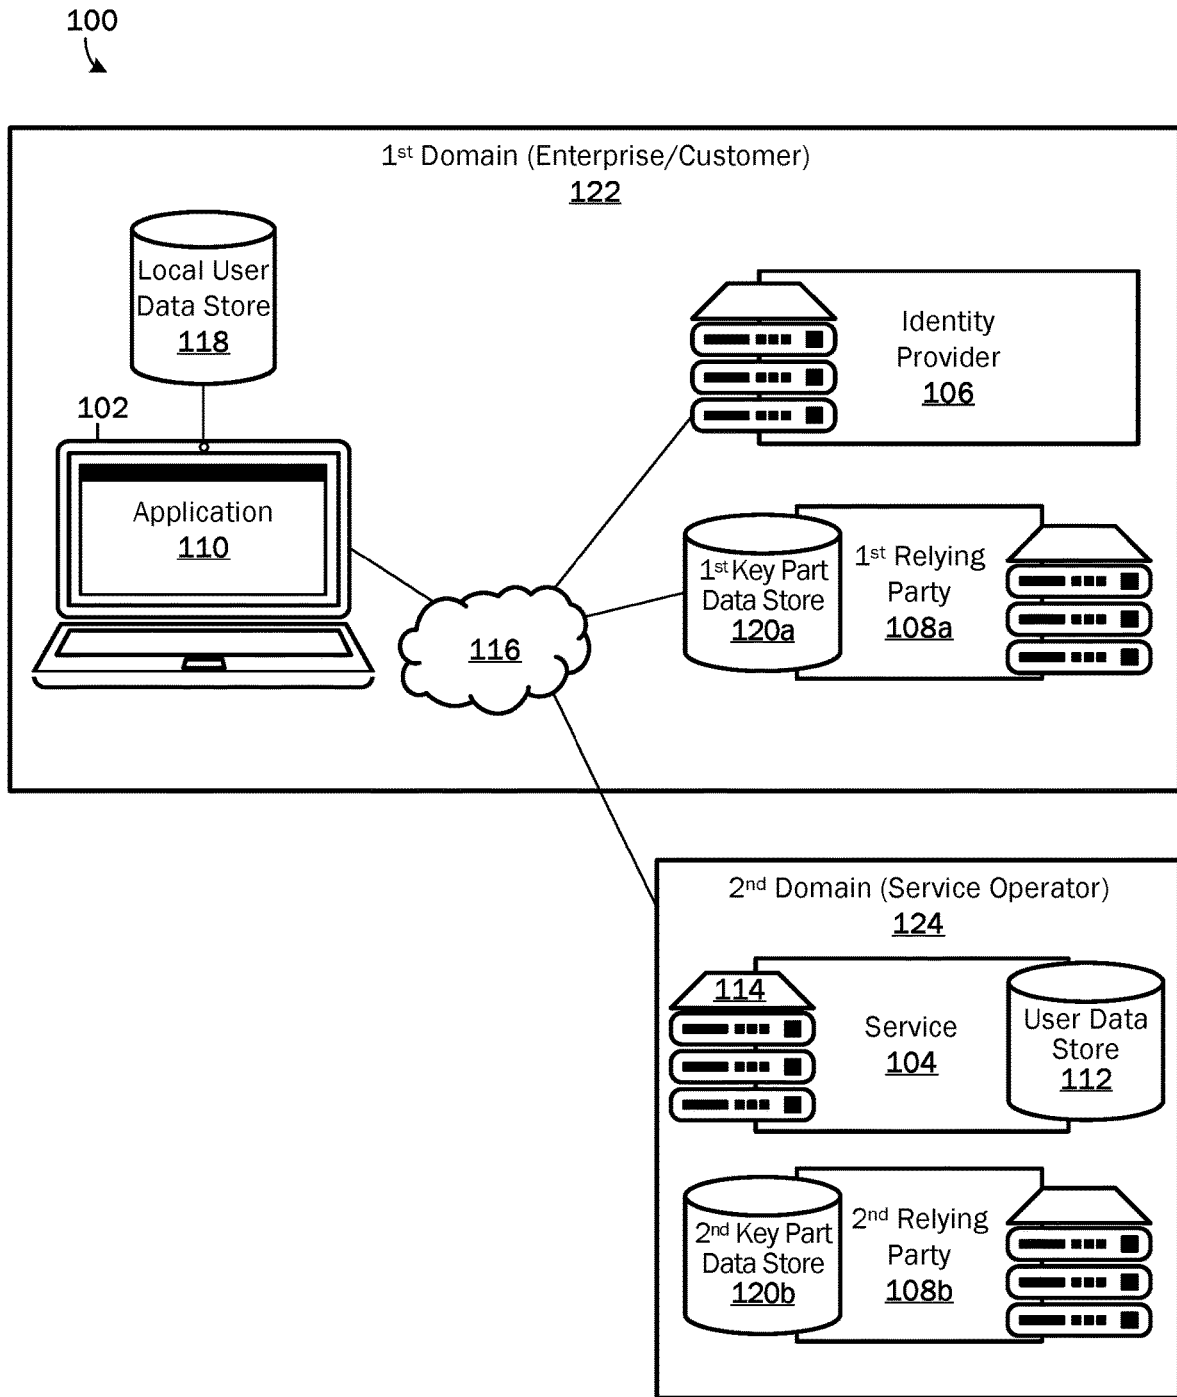 100
1st Domain (Enterprise/Customer)
122
Local User
Data Store
118
Identity
Provider
106
102
Application
110
1st Key Part
Data Store
120a
1st Relying
Party
108a
116
2nd Domain (Service Operator)
124
114
Service
104
User Data
Store
112
2nd Key Part
Data Store
120b
2nd Relying
Party
108b